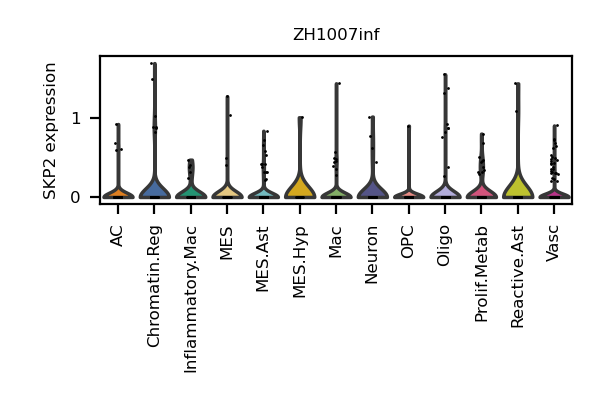 ZH1007inf
SKP2 expression
1
0
AC
Chromatin.Reg
Inflammatory.Mac
MES
MES.Ast
MES.Hyp
Mac
Neuron
OPC
Oligo
Prolif.Metab
Reactive.Ast
Vasc